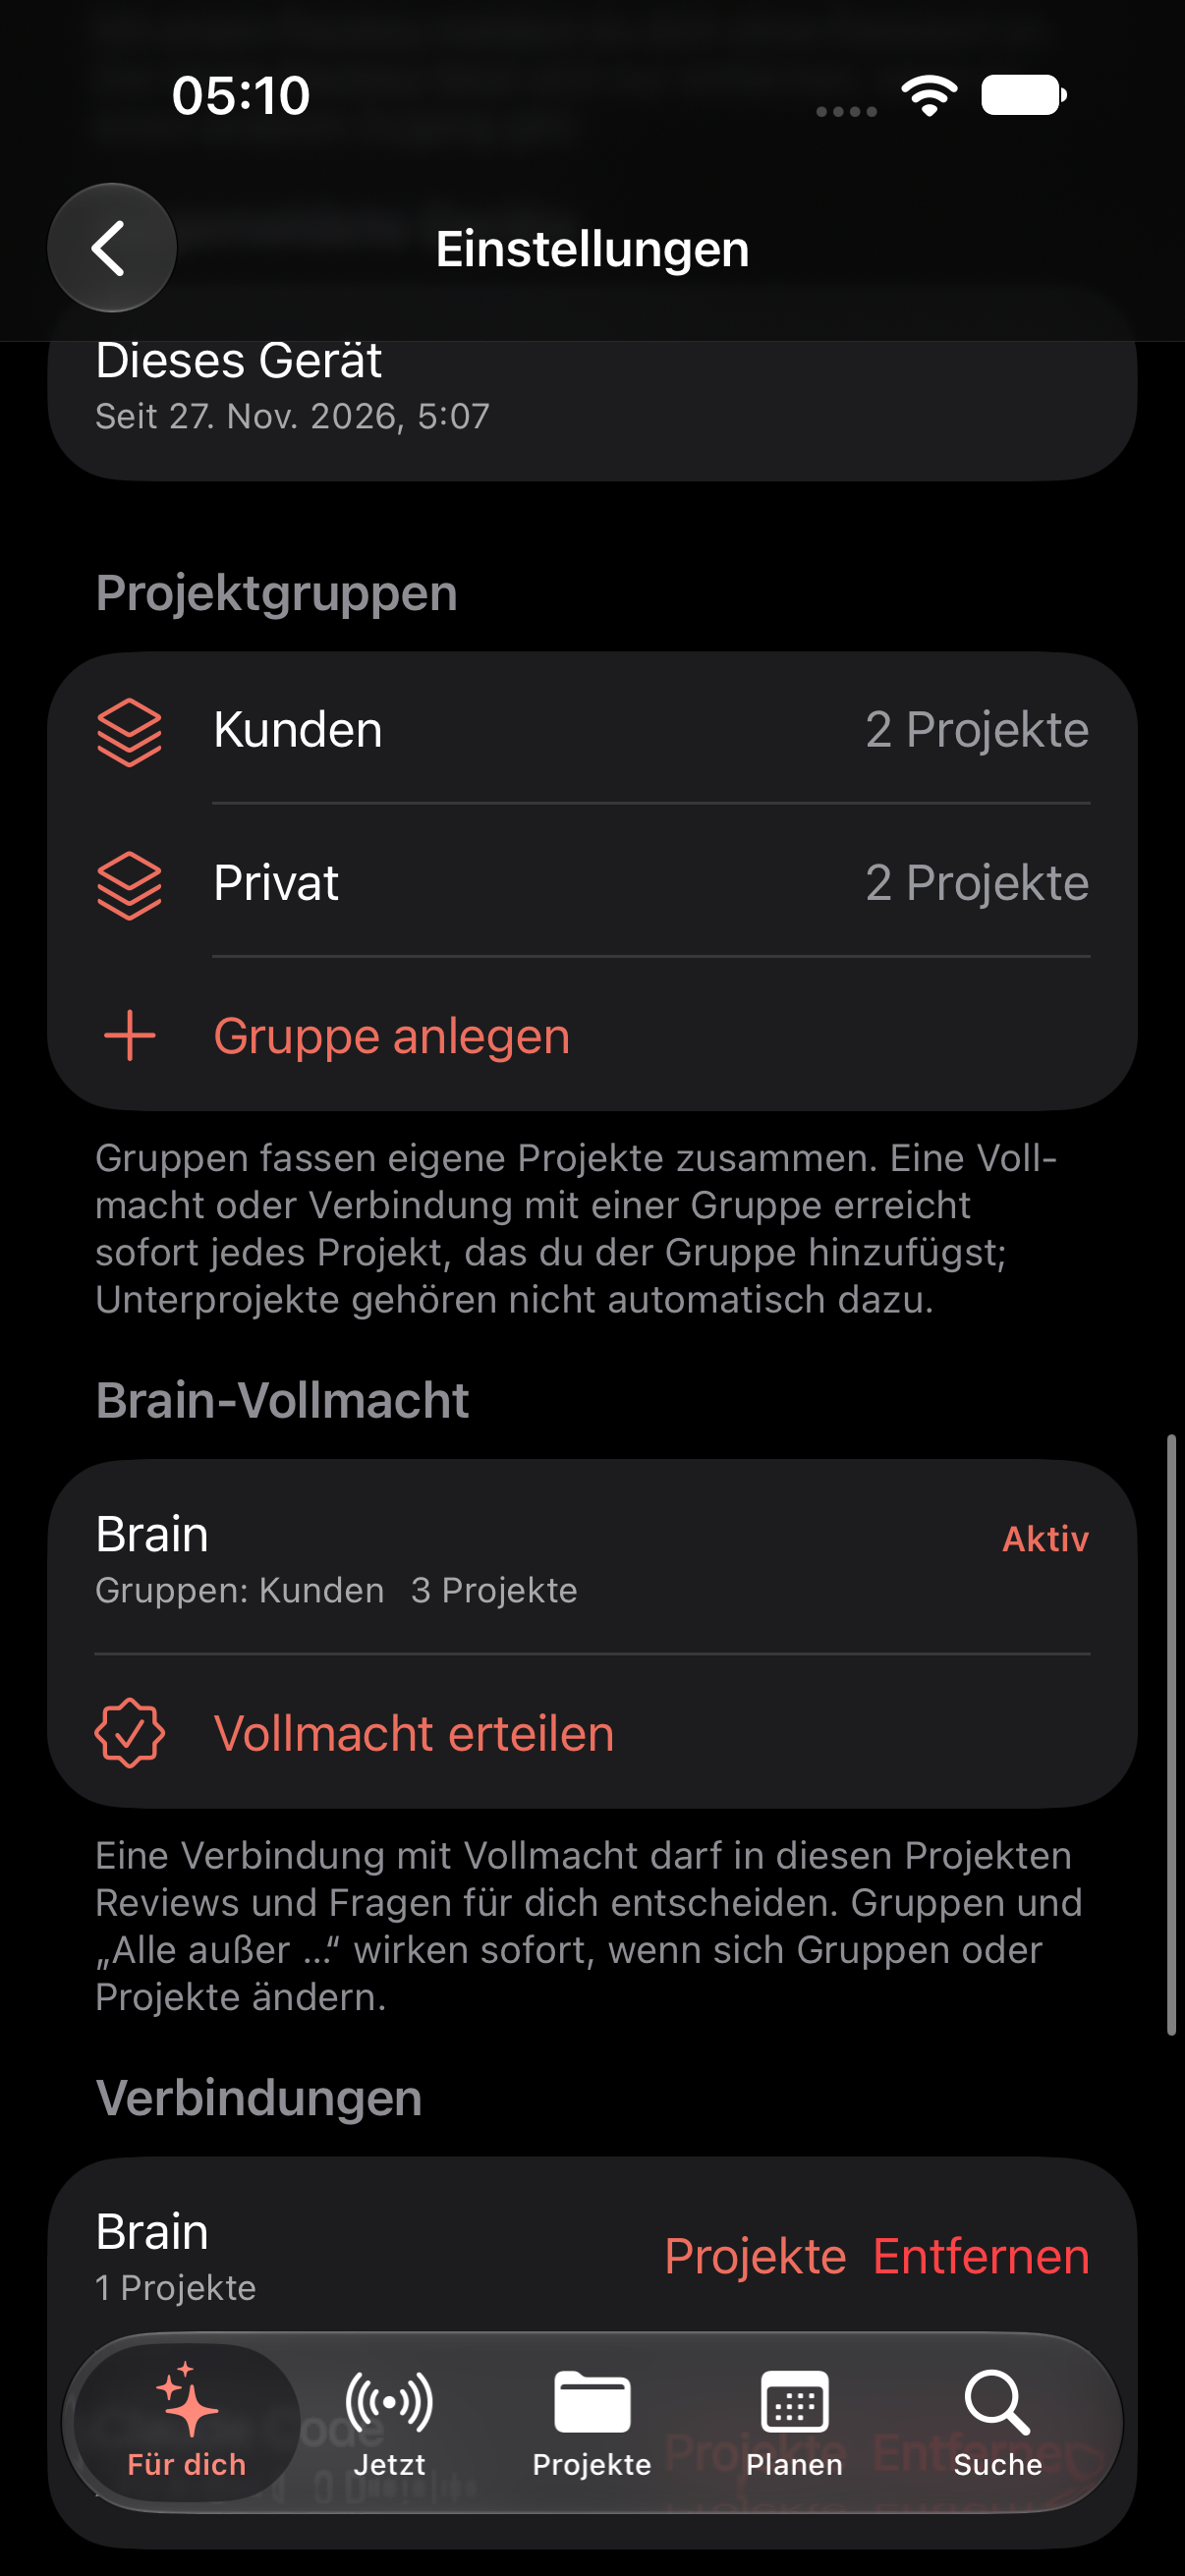 05:10
Einstellungen
Dieses Gerät
Seit 27. Nov. 2026, 5:07
Projektgruppen
Kunden 2 Projekte
Privat 2 Projekte
Gruppe anlegen
Gruppen fassen eigene Projekte zusammen. Eine Voll-
macht oder Verbindung mit einer Gruppe erreicht
sofort jedes Projekt, das du der Gruppe hinzufügst;
Unterprojekte gehören nicht automatisch dazu.
Brain-Vollmacht
Brain Aktiv
Gruppen: Kunden 3 Projekte
Vollmacht erteilen
Eine Verbindung mit Vollmacht darf in diesen Projekten
Reviews und Fragen für dich entscheiden. Gruppen und
„Alle außer …“ wirken sofort, wenn sich Gruppen oder
Projekte ändern.
Verbindungen
Brain
1 Projekte
Projekte Entfernen
Für dich Jetzt Projekte Planen Suche